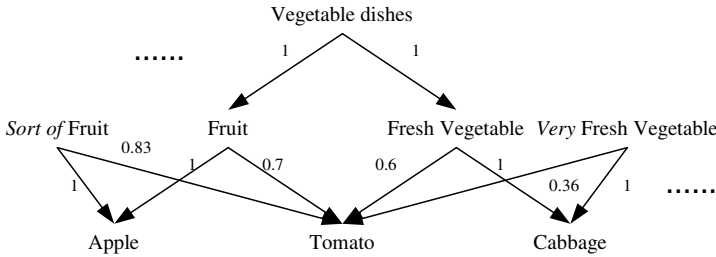 Vegetable dishes
......
1
1
Sort of Fruit
Fruit
Fresh Vegetable
Very Fresh Vegetable
0.83
1
1
0.7
0.6
1
0.36
1
......
Apple
Tomato
Cabbage